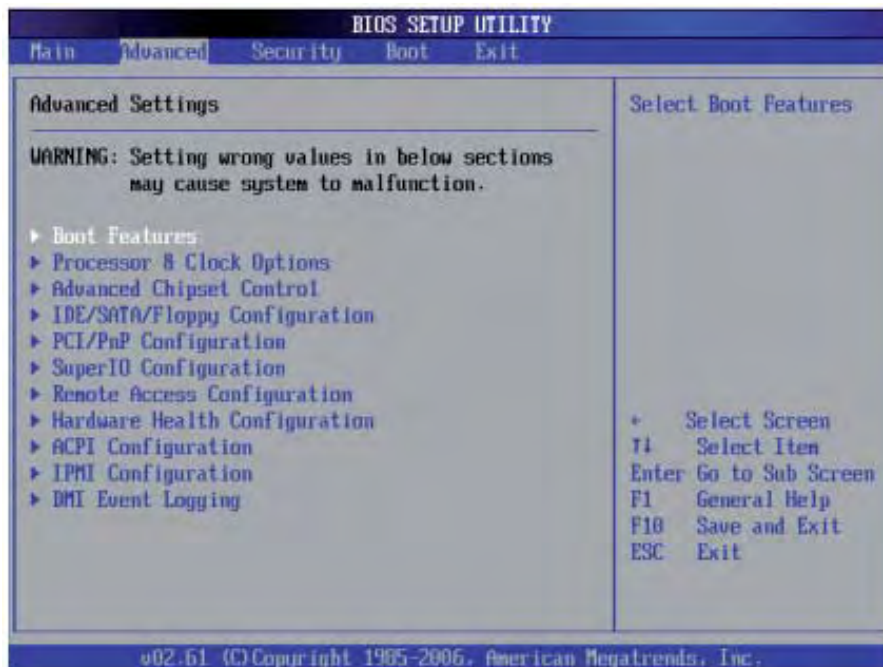 BIOS SETUP UTILITY
Main Advanced Security Boot Exit
Advanced Settings
WARNING: Setting wrong values in below sections
may cause system to malfunction.
▶ Boot Features
▶ Processor & Clock Options
▶ Advanced Chipset Control
▶ IDE/SATA/Floppy Configuration
▶ PCI/PnP Configuration
▶ SuperIO Configuration
▶ Remote Access Configuration
▶ Hardware Health Configuration
▶ ACPI Configuration
▶ IPMI Configuration
▶ DMI Event Logging
Select Boot Features
← Select Screen
↑↓ Select Item
Enter Go to Sub Screen
F1 General Help
F10 Save and Exit
ESC Exit
v02.61 (C)Copyright 1985-2006, American Megatrends, Inc.